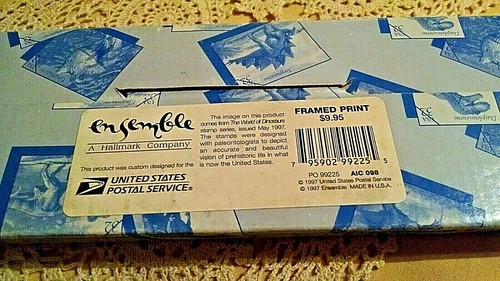 ensemble
A Hallmark Company
This product was custom designed for the
UNITED STATES
POSTAL SERVICE®
The image on this product
comes from The World of Dinosaurs
stamp series, issued May 1997.
The stamps were designed
with paleontologists to depict
an accurate and beautiful
vision of prehistoric life in what
is now the United States.
FRAMED PRINT
$9.95
7 95902 99225 5
PO 99225 AIC 098
© 1997 United States Postal Service
© 1997 Ensemble MADE IN U.S.A.
32
32